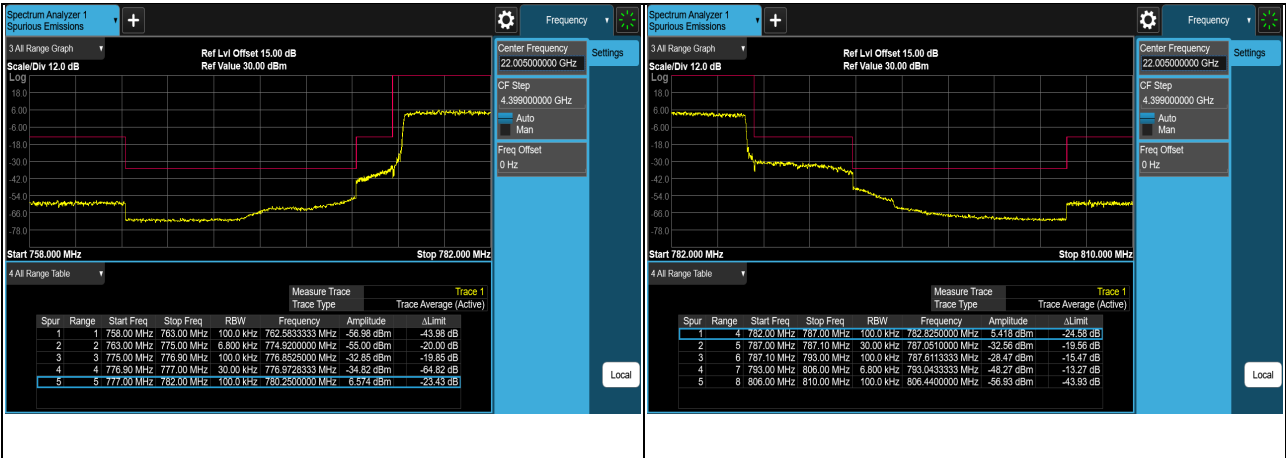 Spectrum Analyzer 1
Spurious Emissions
Frequency
3 All Range Graph
Ref Lvl Offset 15.00 dB
Scale/Div 12.0 dB
Ref Value 30.00 dBm
Log
18.0
6.00
-6.00
-18.0
-30.0
-42.0
-54.0
-66.0
-78.0
Start 758.000 MHz
Stop 782.000 MHz
Center Frequency
22.005000000 GHz
Settings
CF Step
4.399000000 GHz
Auto
Man
Freq Offset
0 Hz
4 All Range Table
Measure Trace Trace 1
Trace Type Trace Average (Active)
Spur Range Start Freq Stop Freq RBW Frequency Amplitude ΔLimit
1 1 758.00 MHz 763.00 MHz 100.0 kHz 762.5833333 MHz -56.98 dBm -43.98 dB
2 2 763.00 MHz 775.00 MHz 6.800 kHz 774.9200000 MHz -55.00 dBm -20.00 dB
3 3 775.00 MHz 776.90 MHz 100.0 kHz 776.8525000 MHz -32.85 dBm -19.85 dB
4 4 776.90 MHz 777.00 MHz 30.00 kHz 776.9728333 MHz -34.82 dBm -64.82 dB
5 5 777.00 MHz 782.00 MHz 100.0 kHz 780.2500000 MHz 6.574 dBm -23.43 dB
Local
Spectrum Analyzer 1
Spurious Emissions
Frequency
3 All Range Graph
Ref Lvl Offset 15.00 dB
Scale/Div 12.0 dB
Ref Value 30.00 dBm
Log
18.0
6.00
-6.00
-18.0
-30.0
-42.0
-54.0
-66.0
-78.0
Start 782.000 MHz
Stop 810.000 MHz
Center Frequency
22.005000000 GHz
Settings
CF Step
4.399000000 GHz
Auto
Man
Freq Offset
0 Hz
4 All Range Table
Measure Trace Trace 1
Trace Type Trace Average (Active)
Spur Range Start Freq Stop Freq RBW Frequency Amplitude ΔLimit
1 4 782.00 MHz 787.00 MHz 100.0 kHz 782.8250000 MHz 5.418 dBm -24.58 dB
2 5 787.00 MHz 787.10 MHz 30.00 kHz 787.0510000 MHz -32.56 dBm -19.56 dB
3 6 787.10 MHz 793.00 MHz 100.0 kHz 787.6113333 MHz -28.47 dBm -15.47 dB
4 7 793.00 MHz 806.00 MHz 6.800 kHz 793.0433333 MHz -48.27 dBm -13.27 dB
5 8 806.00 MHz 810.00 MHz 100.0 kHz 806.4400000 MHz -56.93 dBm -43.93 dB
Local